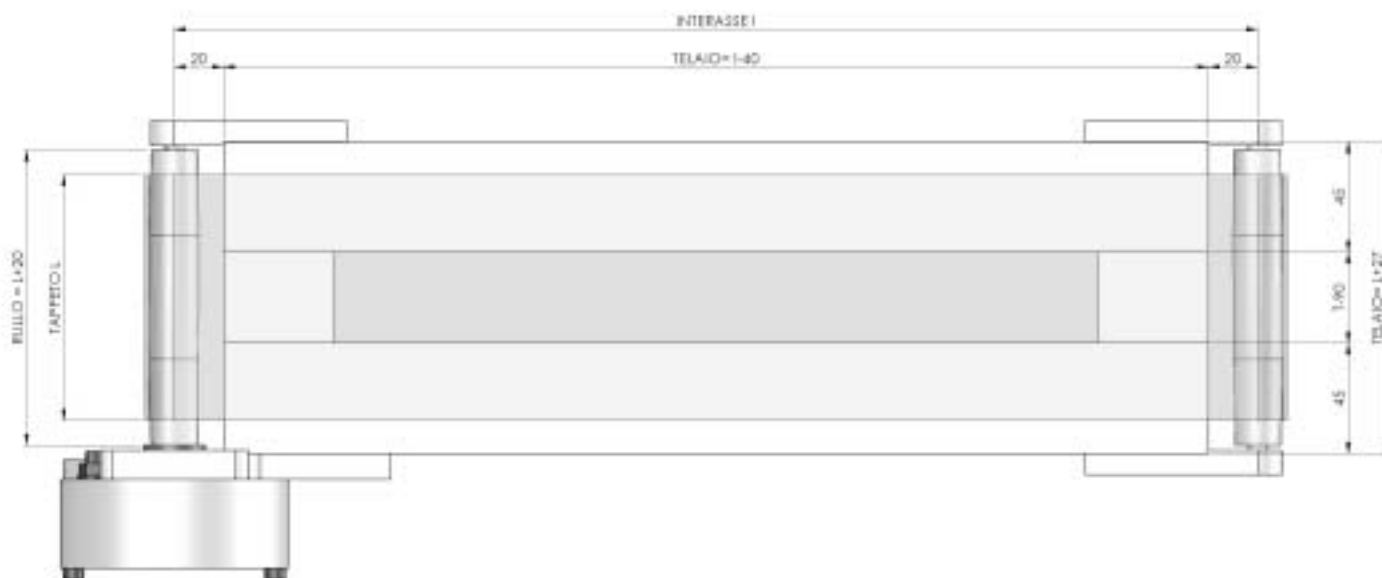 INTERASSE I
20
TELAIO= I-40
20
RULLO = L+20
TAPPETO L
45
T-90
45
TELAIO= L+27